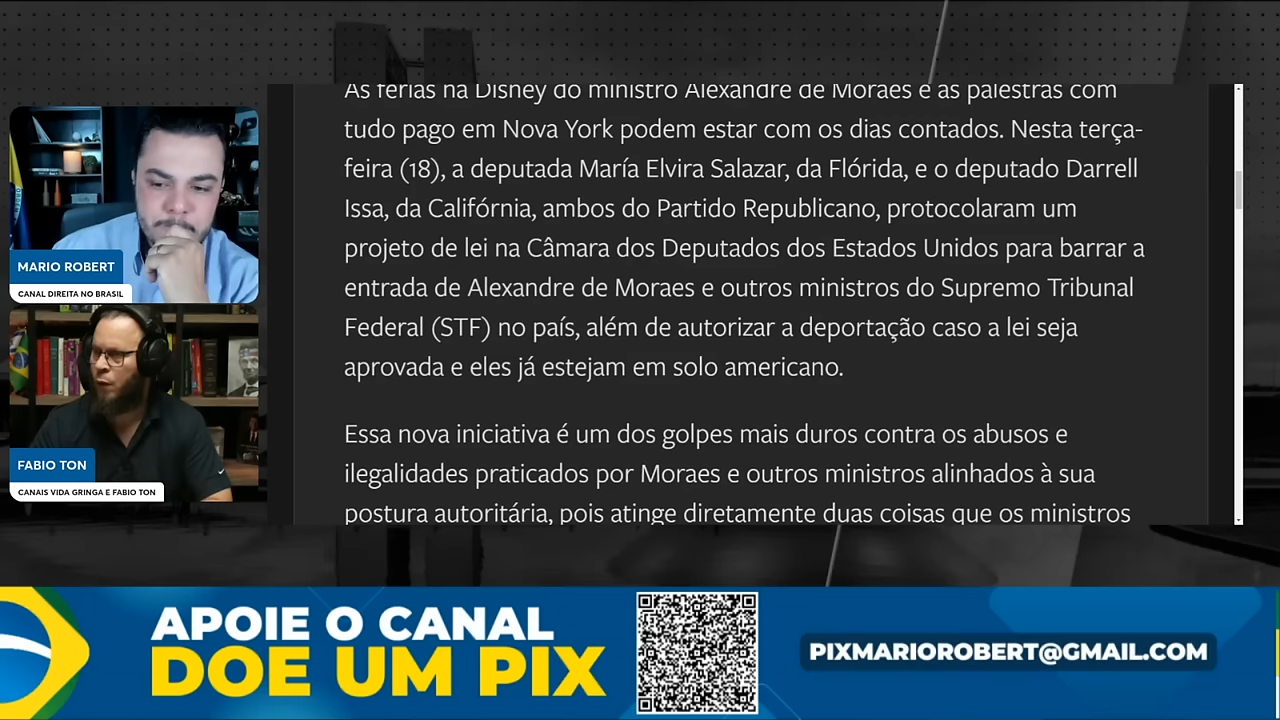 As férias na Disney do ministro Alexandre de Moraes e as palestras com
tudo pago em Nova York podem estar com os dias contados. Nesta terça-
feira (18), a deputada María Elvira Salazar, da Flórida, e o deputado Darrell
Issa, da Califórnia, ambos do Partido Republicano, protocolaram um
projeto de lei na Câmara dos Deputados dos Estados Unidos para barrar a
entrada de Alexandre de Moraes e outros ministros do Supremo Tribunal
Federal (STF) no país, além de autorizar a deportação caso a lei seja
aprovada e eles já estejam em solo americano.
Essa nova iniciativa é um dos golpes mais duros contra os abusos e
ilegalidades praticados por Moraes e outros ministros alinhados à sua
postura autoritária, pois atinge diretamente duas coisas que os ministros
MARIO ROBERT
CANAL DIREITA NO BRASIL
FABIO TON
CANAIS VIDA GRINGA E FABIO TON
APOIE O CANAL
DOE UM PIX
PIXMARIOROBERT@GMAIL.COM